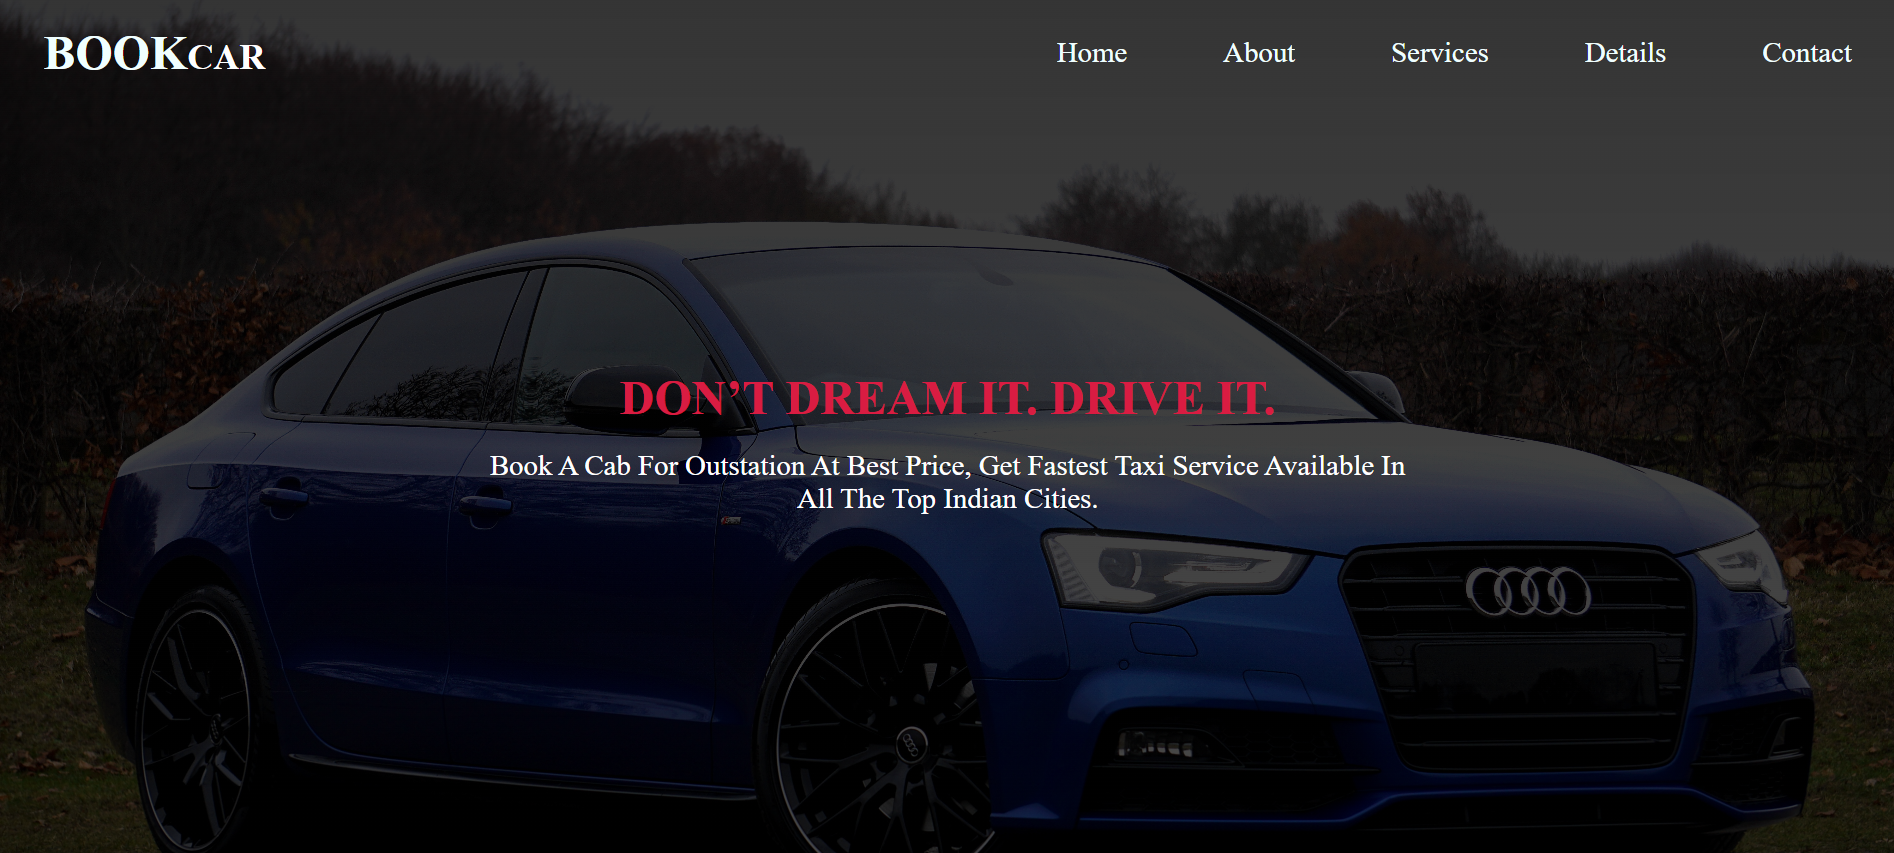 BOOKCAR
Home About Services Details Contact
DON’T DREAM IT. DRIVE IT.
Book A Cab For Outstation At Best Price, Get Fastest Taxi Service Available In
All The Top Indian Cities.